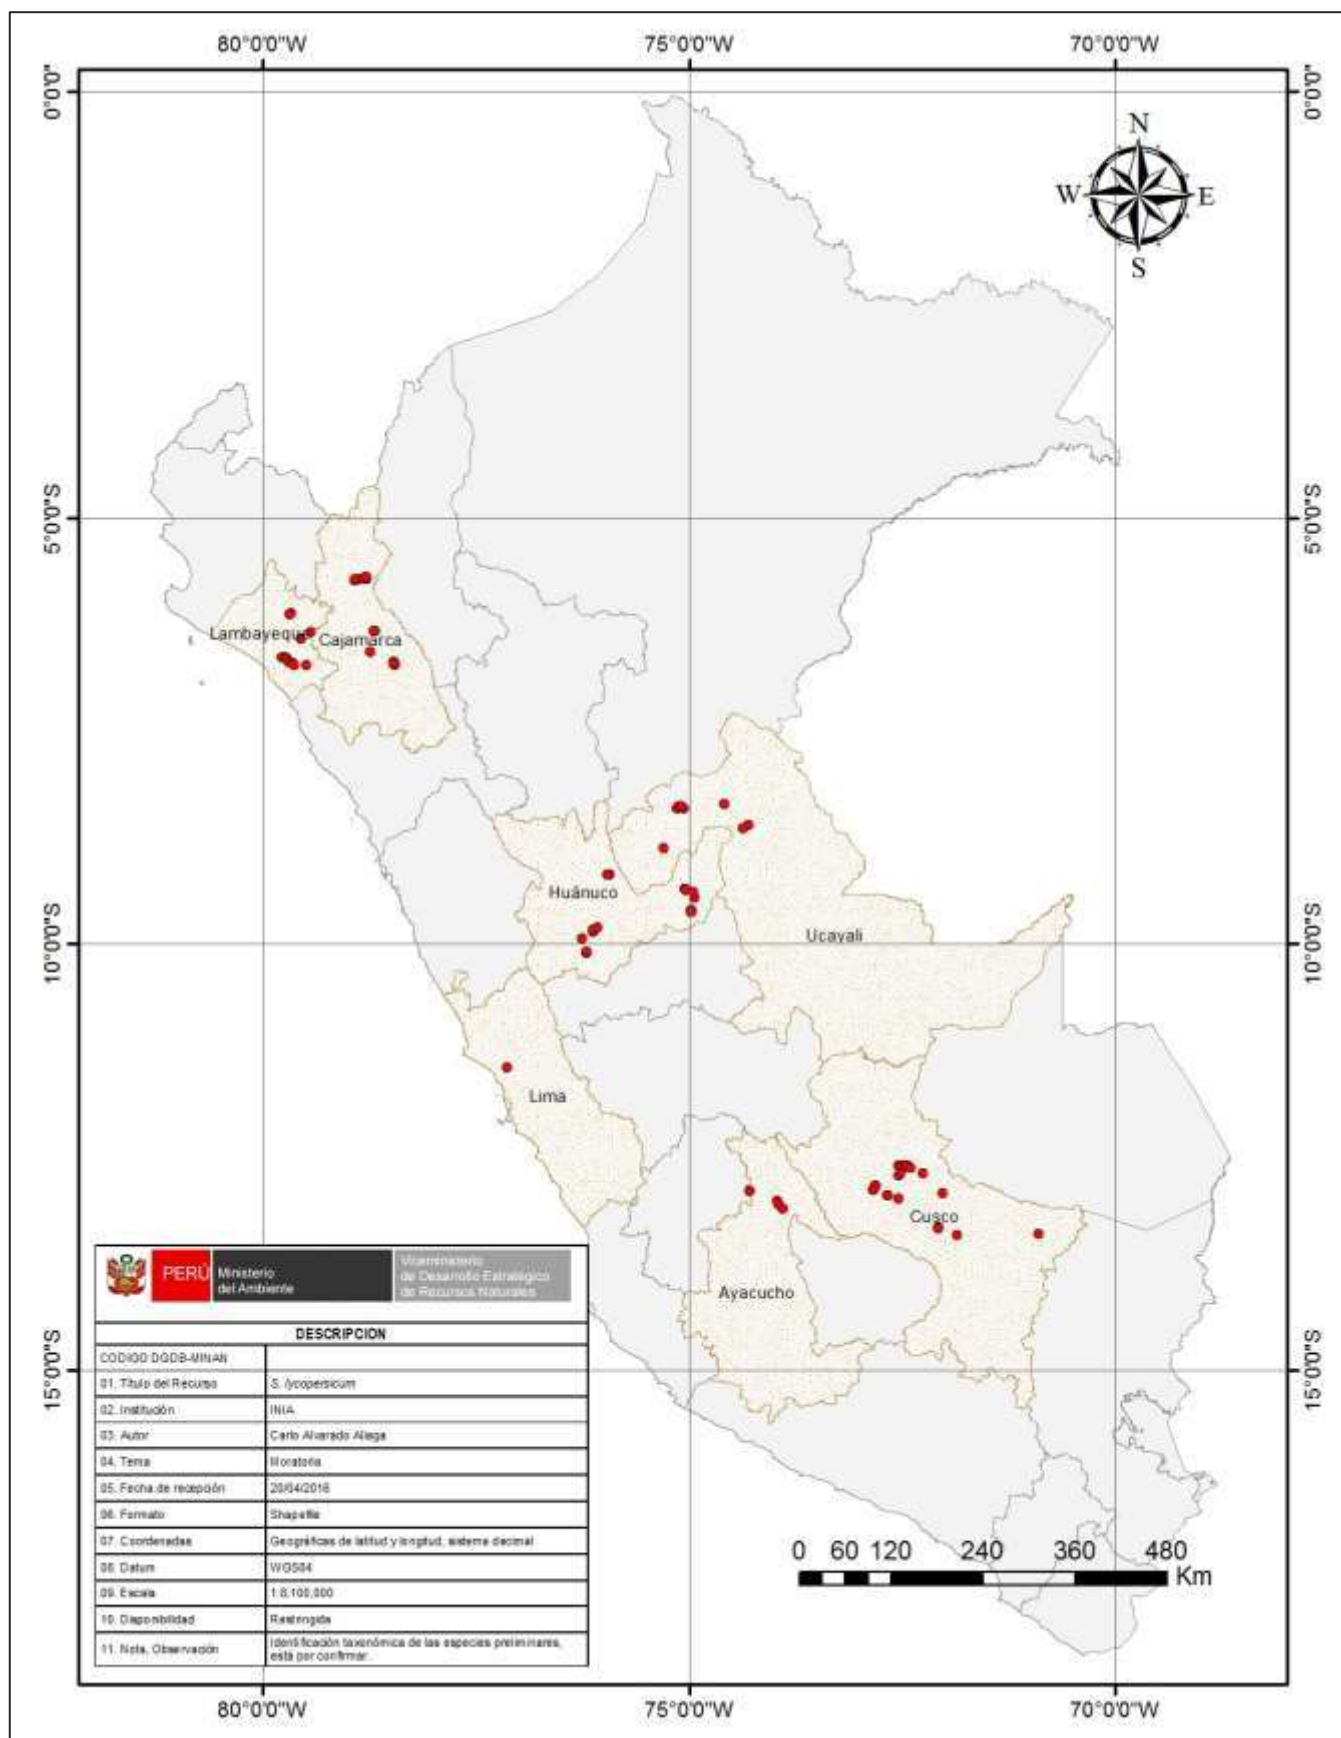 80°0'0"W 75°0'0"W 70°0'0"W
0°0'0" 0°0'0"
N
W E
S
5°0'0"S 5°0'0"S
Lambayeque Cajamarca
Huánuco
Ucayali
10°0'0"S 10°0'0"S
Lima
Cusco
Ayacucho
PERÚ Ministerio
del Ambiente
Viceministerio
de Desarrollo Estratégico
de Recursos Naturales
DESCRIPCION
CODIGO DGDB-MINAN
01. Título del Recurso S. lycopersicum
02. Institución INIA
03. Autor Carlo Alvarado Aliaga
04. Tema Moratoria
05. Fecha de recepción 20/04/2016
06. Formato Shapefile
07. Coordenadas Geográficas de latitud y longitud, sistema decimal
08. Datum WGS84
09. Escala 1:8,100,000
10. Disponibilidad Restringida
11. Nota, Observación Identificación taxonómica de las especies preliminares,
está por confirmar.
15°0'0"S 15°0'0"S
0 60 120 240 360 480
Km
80°0'0"W 75°0'0"W 70°0'0"W